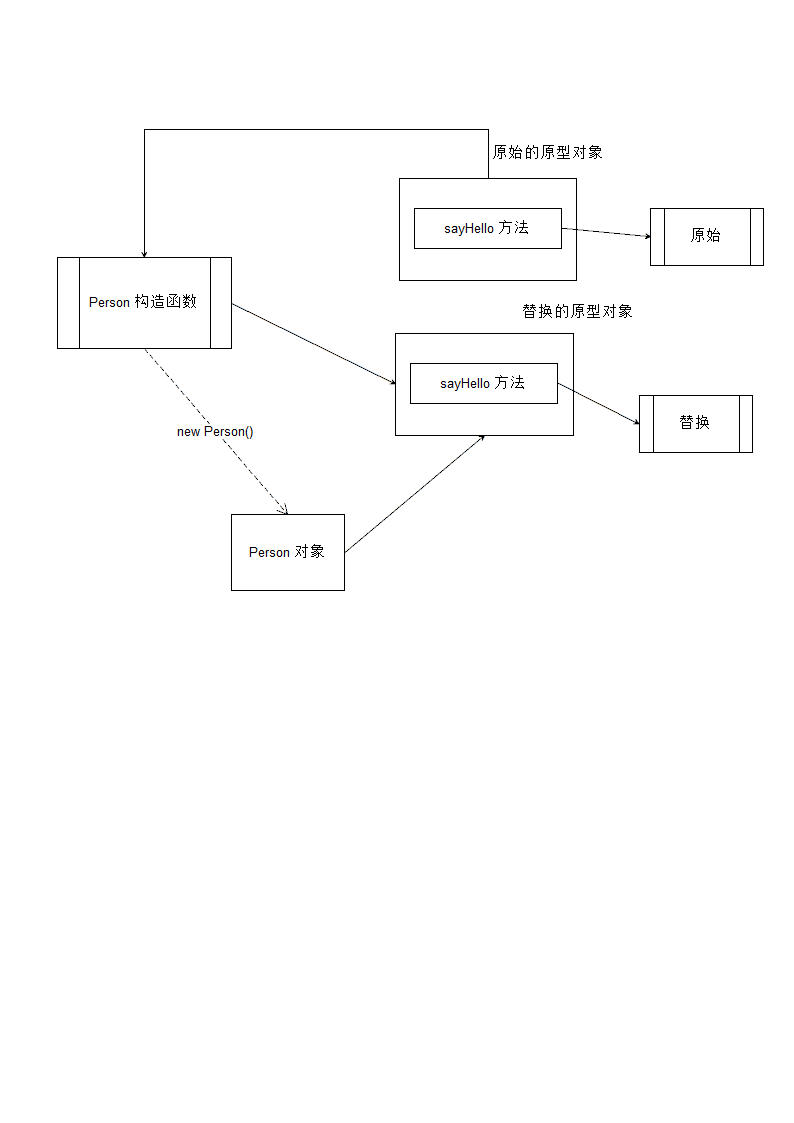 原始的原型对象
sayHello 方法
原始
Person 构造函数
替换的原型对象
sayHello 方法
替换
new Person()
Person 对象